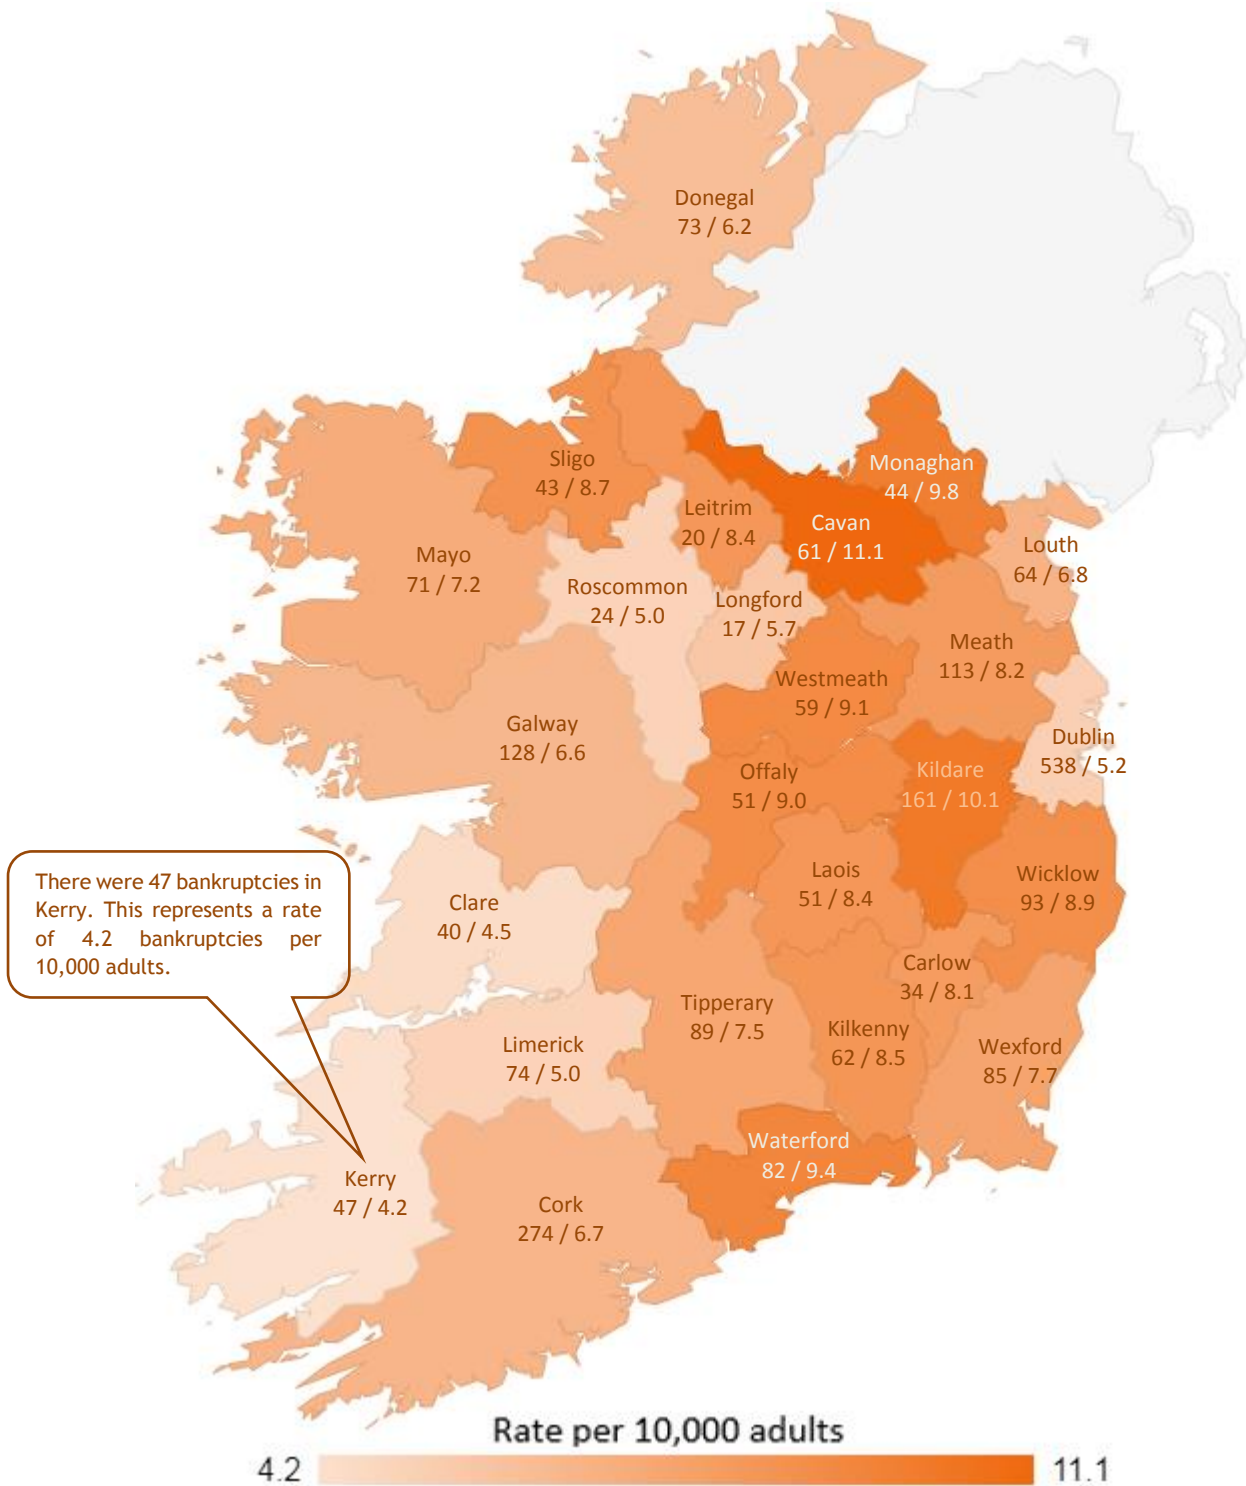 Donegal
73 / 6.2
Sligo
43 / 8.7
Monaghan
44 / 9.8
Leitrim
20 / 8.4
Cavan
61 / 11.1
Louth
64 / 6.8
Mayo
71 / 7.2
Roscommon
24 / 5.0
Longford
17 / 5.7
Meath
113 / 8.2
Westmeath
59 / 9.1
Galway
128 / 6.6
Dublin
538 / 5.2
Offaly
51 / 9.0
Kildare
161 / 10.1
There were 47 bankruptcies in
Kerry. This represents a rate
of 4.2 bankruptcies per
10,000 adults.
Clare
40 / 4.5
Laois
51 / 8.4
Wicklow
93 / 8.9
Carlow
34 / 8.1
Tipperary
89 / 7.5
Kilkenny
62 / 8.5
Limerick
74 / 5.0
Wexford
85 / 7.7
Waterford
82 / 9.4
Kerry
47 / 4.2
Cork
274 / 6.7
Rate per 10,000 adults
4.2
11.1